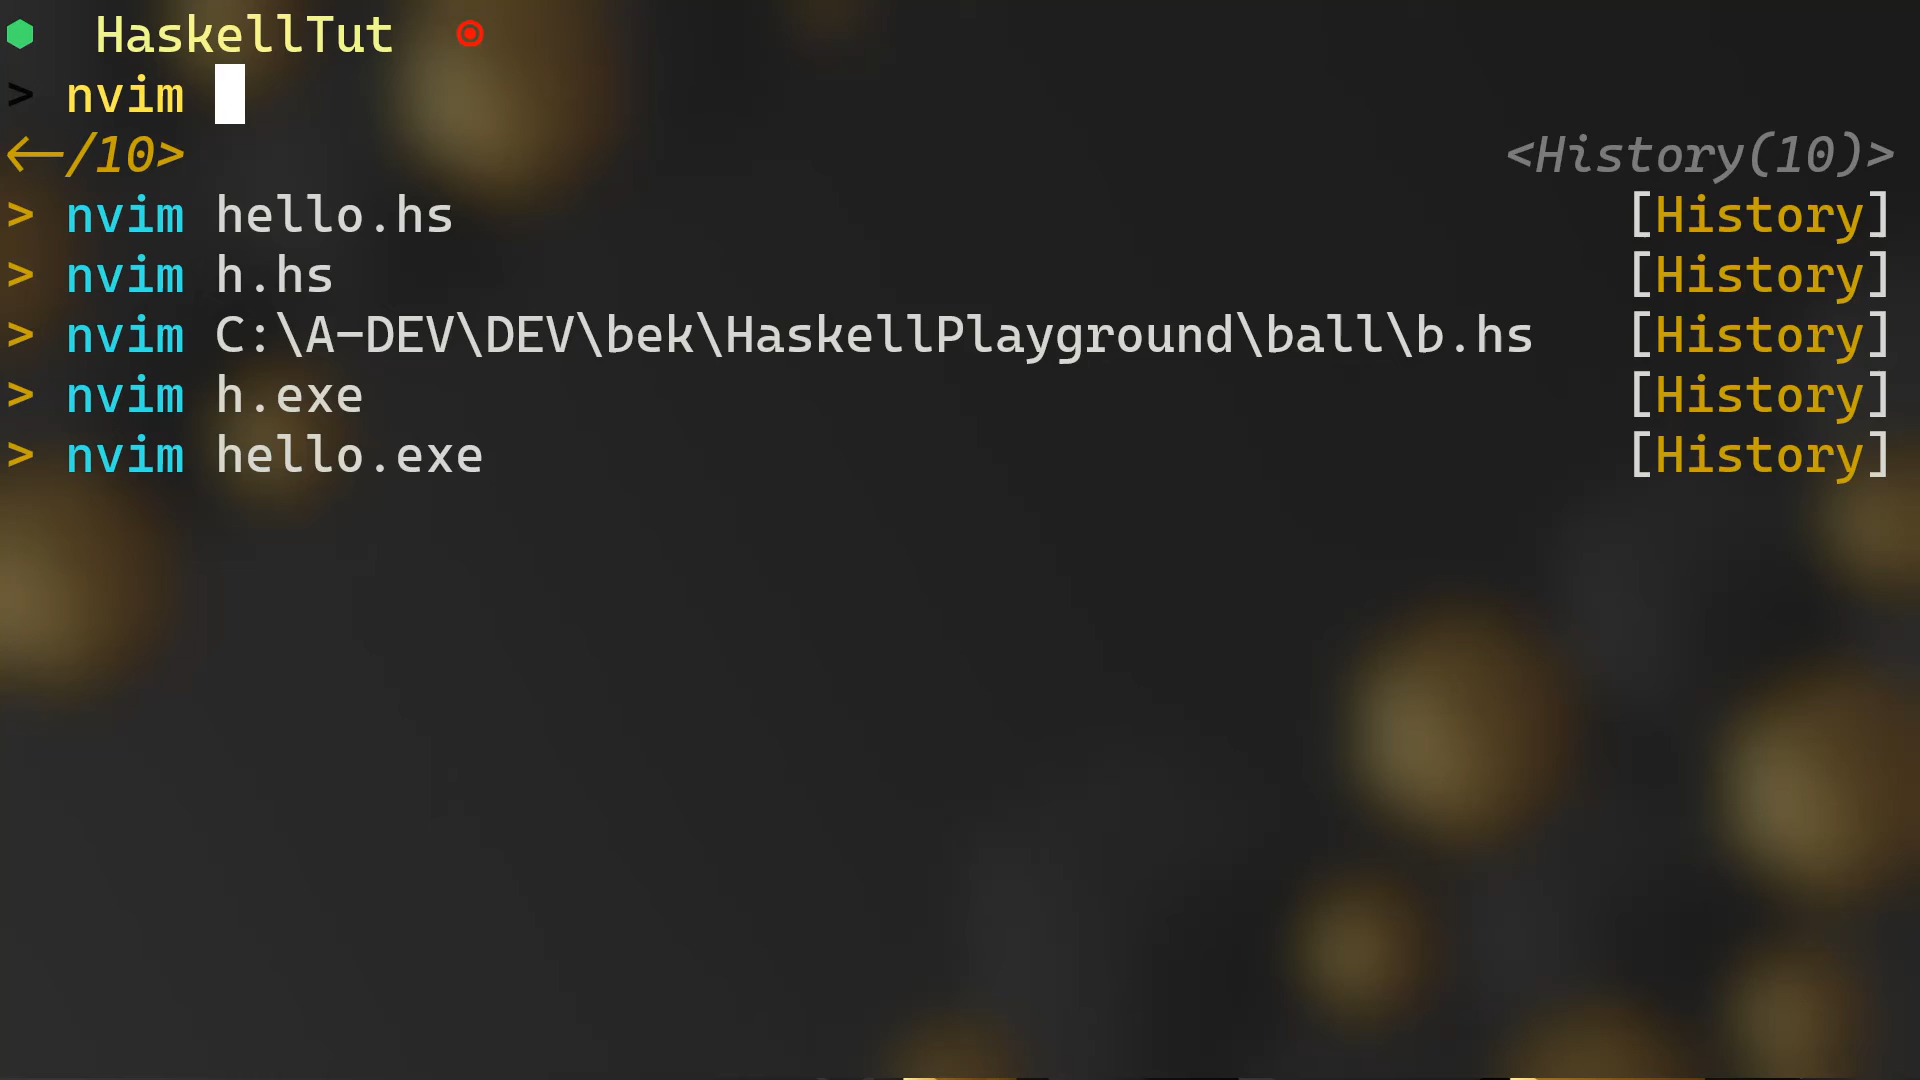 HaskellTut
> nvim
<-/10> <History(10)>
> nvim hello.hs [History]
> nvim h.hs [History]
> nvim C:\A-DEV\DEV\bek\HaskellPlayground\ball\b.hs [History]
> nvim h.exe [History]
> nvim hello.exe [History]